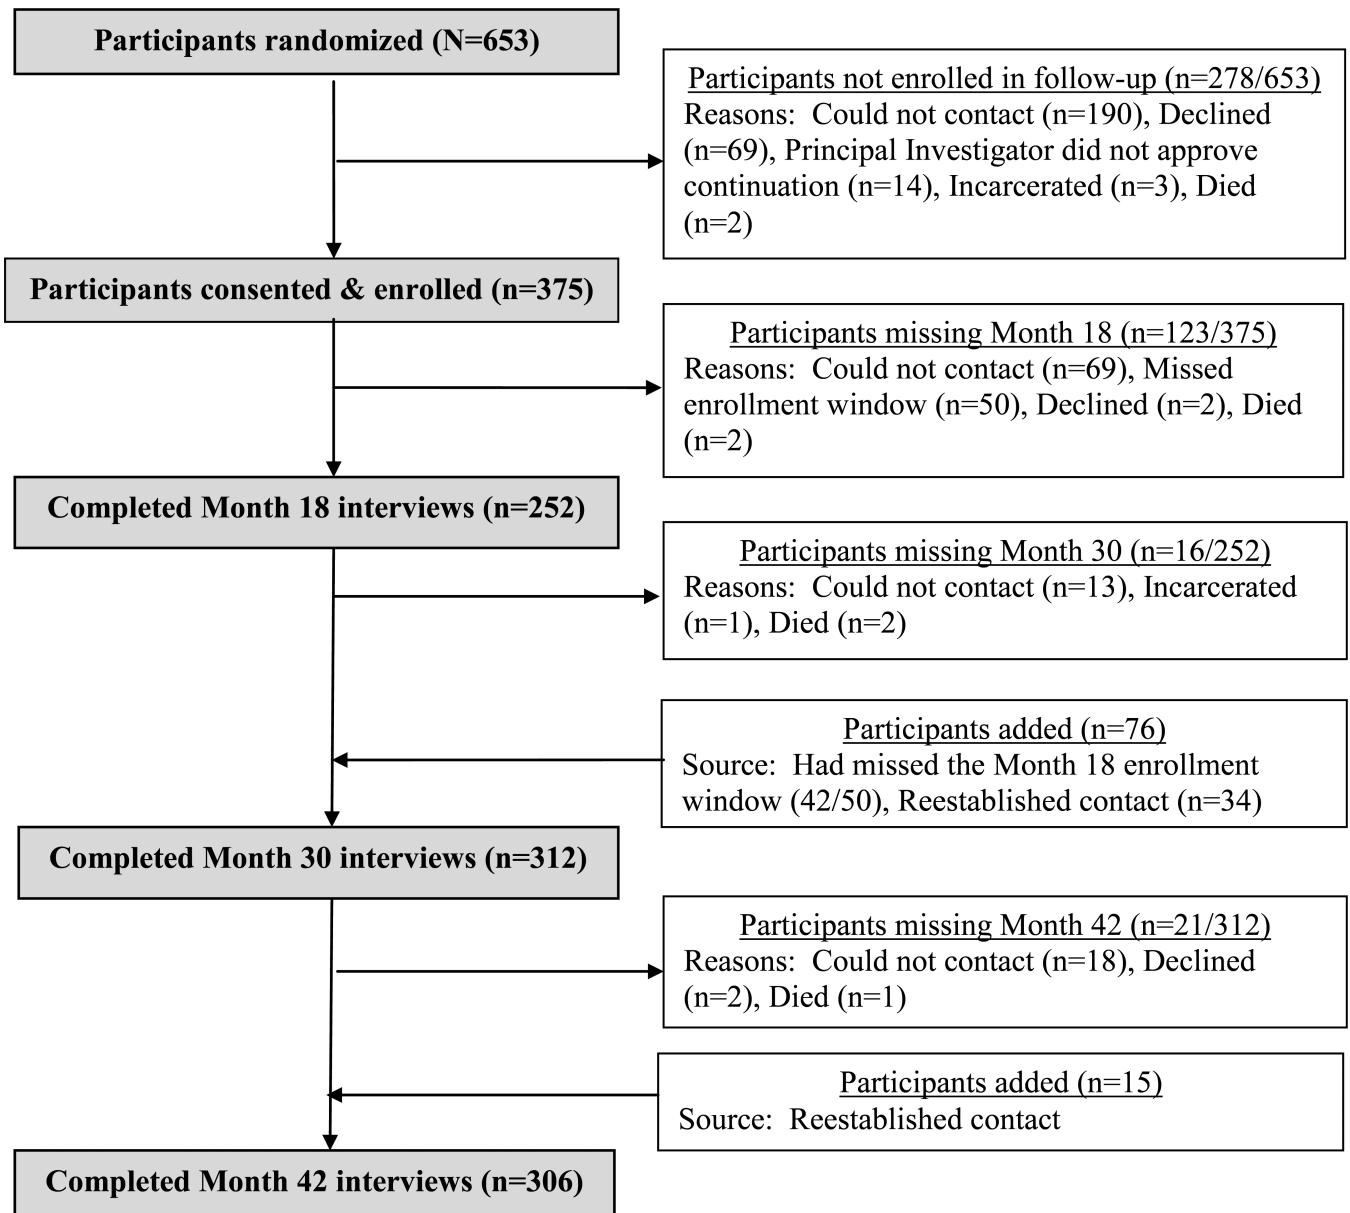 Participants randomized (N=653)
Participants not enrolled in follow-up (n=278/653)
Reasons:  Could not contact (n=190), Declined
(n=69), Principal Investigator did not approve
continuation (n=14), Incarcerated (n=3), Died
(n=2)
Participants consented & enrolled (n=375)
Participants missing Month 18 (n=123/375)
Reasons:  Could not contact (n=69), Missed
enrollment window (n=50), Declined (n=2), Died
(n=2)
Completed Month 18 interviews (n=252)
Participants missing Month 30 (n=16/252)
Reasons:  Could not contact (n=13), Incarcerated
(n=1), Died (n=2)
Participants added (n=76)
Source:  Had missed the Month 18 enrollment
window (42/50), Reestablished contact (n=34)
Completed Month 30 interviews (n=312)
Participants missing Month 42 (n=21/312)
Reasons:  Could not contact (n=18), Declined
(n=2), Died (n=1)
Participants added (n=15)
Source:  Reestablished contact
Completed Month 42 interviews (n=306)